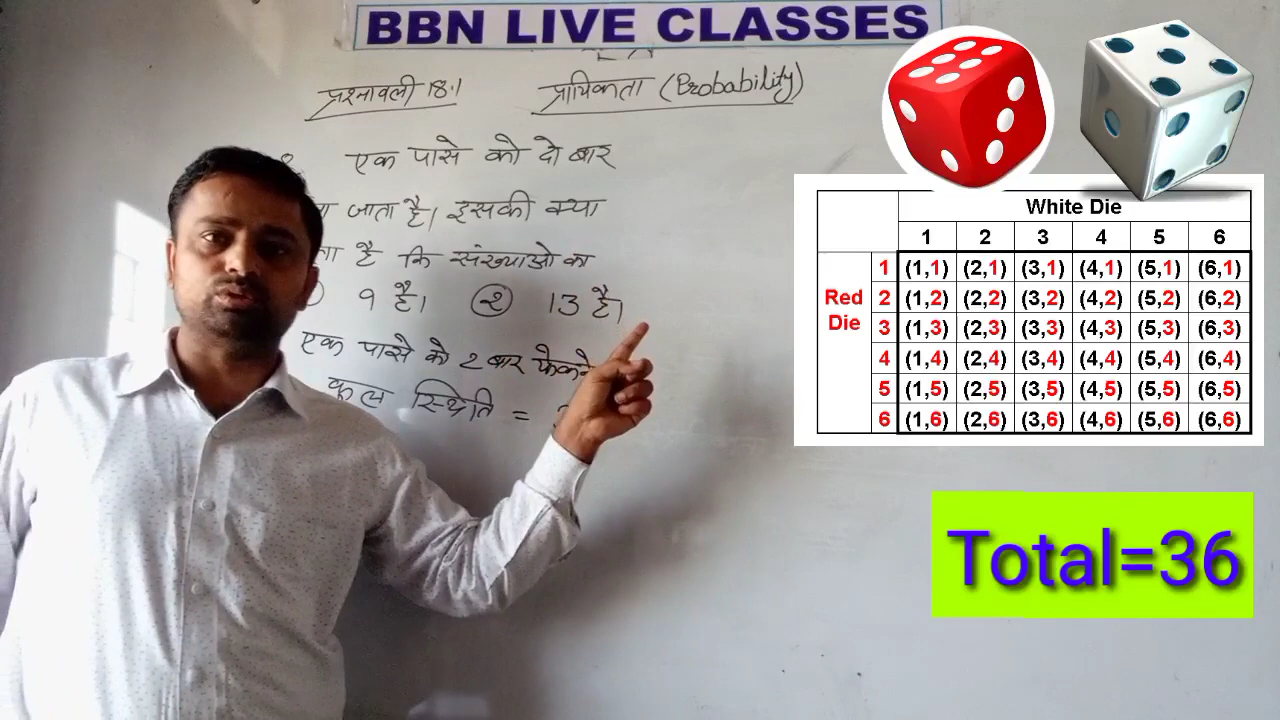 BBN LIVE CLASSES
प्रश्नावली 18.1 प्रायिकता (Probability)
एक पासे को दो बार
जाता है। इसकी क्या
है कि संख्याओ का
9 है। (२) 13 है।
एक पासे को 2 बार
कुल स्थिति =
White Die
1 2 3 4 5 6
Red Die
1 (1,1) (2,1) (3,1) (4,1) (5,1) (6,1)
2 (1,2) (2,2) (3,2) (4,2) (5,2) (6,2)
3 (1,3) (2,3) (3,3) (4,3) (5,3) (6,3)
4 (1,4) (2,4) (3,4) (4,4) (5,4) (6,4)
5 (1,5) (2,5) (3,5) (4,5) (5,5) (6,5)
6 (1,6) (2,6) (3,6) (4,6) (5,6) (6,6)
Total=36